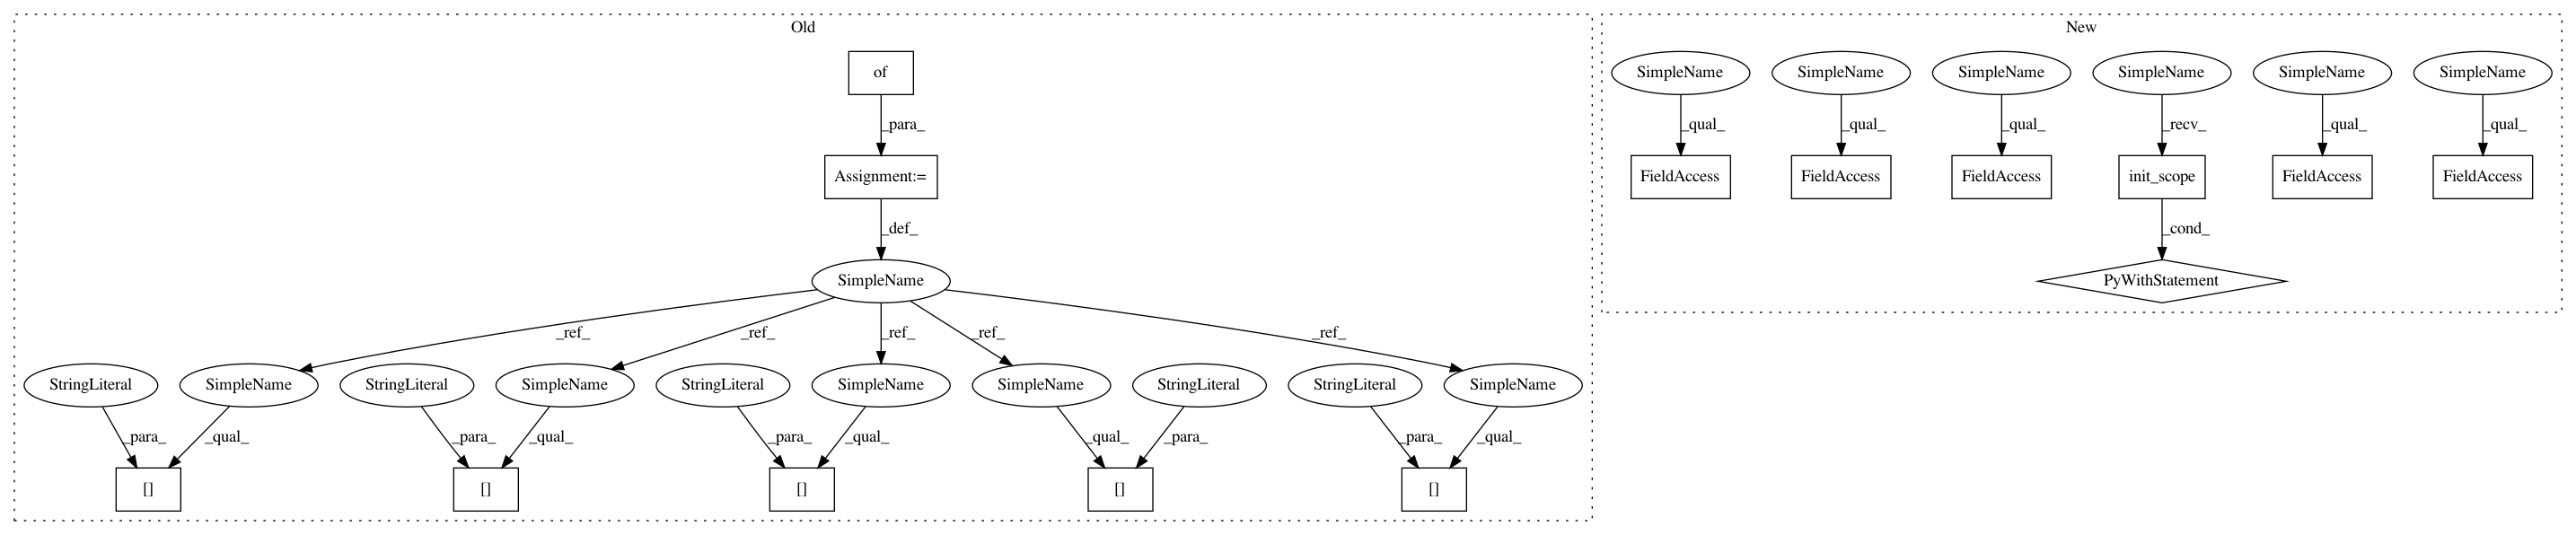 Old
New
of
SimpleName SimpleName SimpleName SimpleName SimpleName SimpleName
_para_
_qual_ _qual_ _qual_ _recv_ _qual_ _qual_
Assignment:=
FieldAccess FieldAccess FieldAccess init_scope FieldAccess FieldAccess
_def_
_cond_
SimpleName
PyWithStatement
_ref_ _ref_ _ref_ _ref_ _ref_
StringLiteral SimpleName StringLiteral SimpleName StringLiteral SimpleName SimpleName StringLiteral StringLiteral SimpleName
_para_ _qual_ _para_ _qual_ _para_ _qual_ _qual_ _para_ _para_ _qual_
[] [] [] [] []